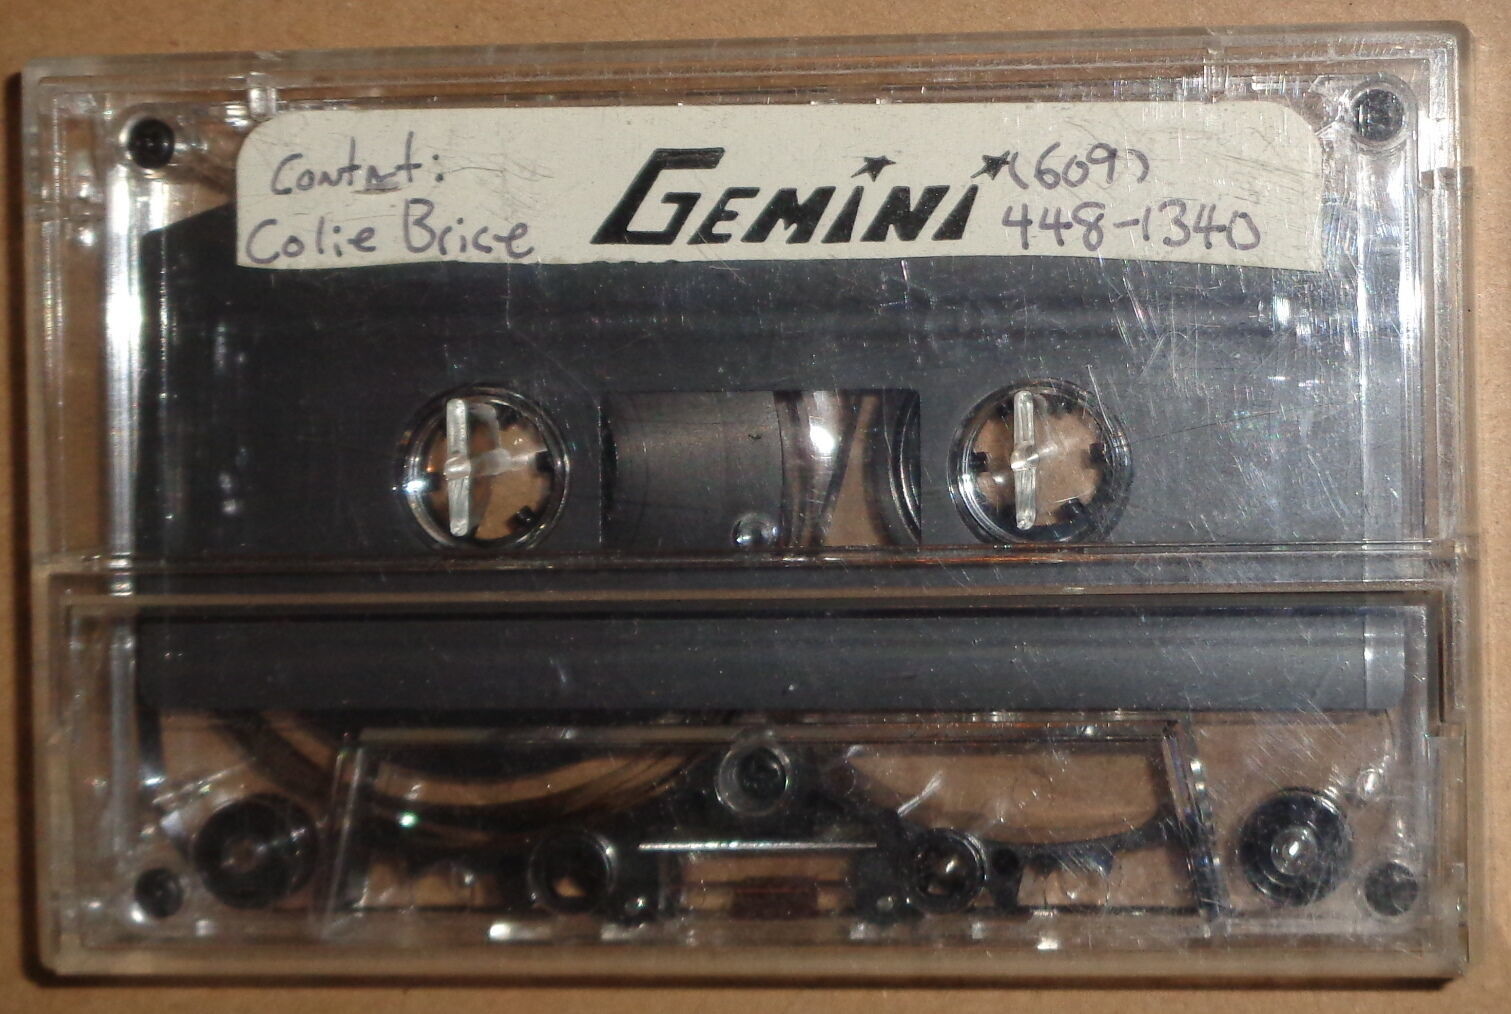 Contact:
Colie Brice
GEMINI
(609)
448-1340